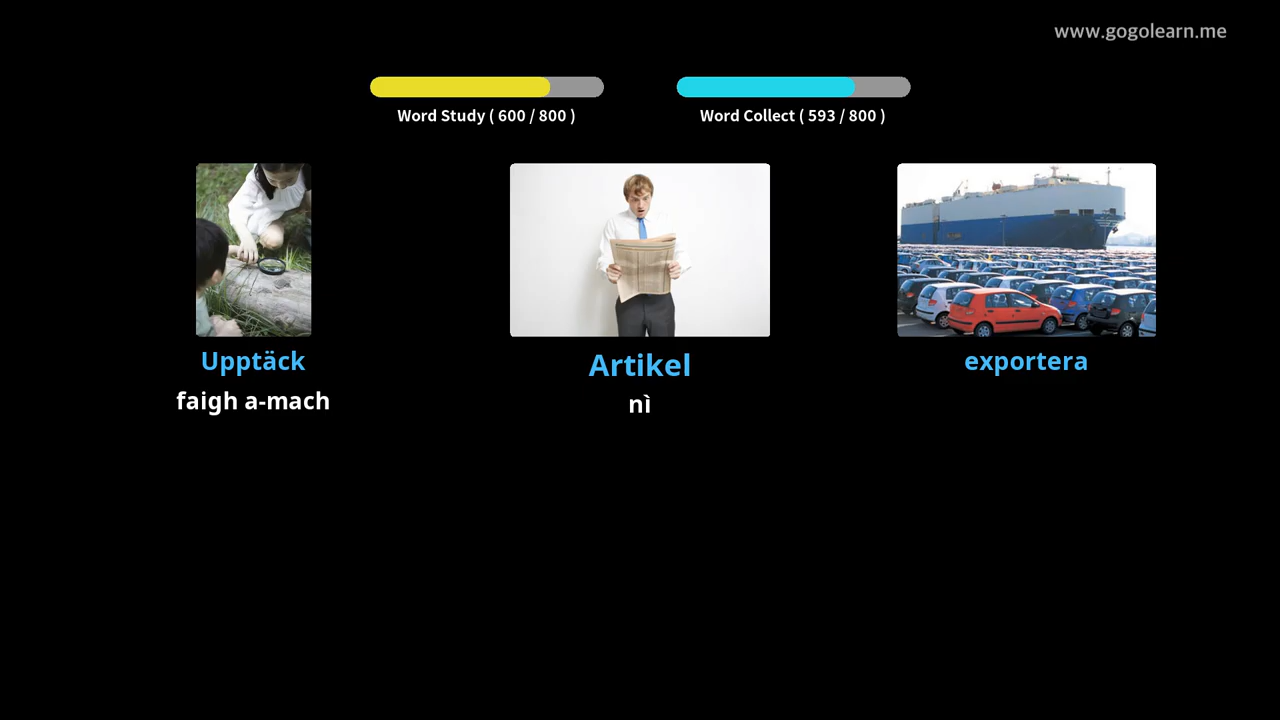 www.gogolearn.me
Word Study ( 600 / 800 )
Word Collect ( 593 / 800 )
Upptäck
faigh a-mach
Artikel
nì
exportera